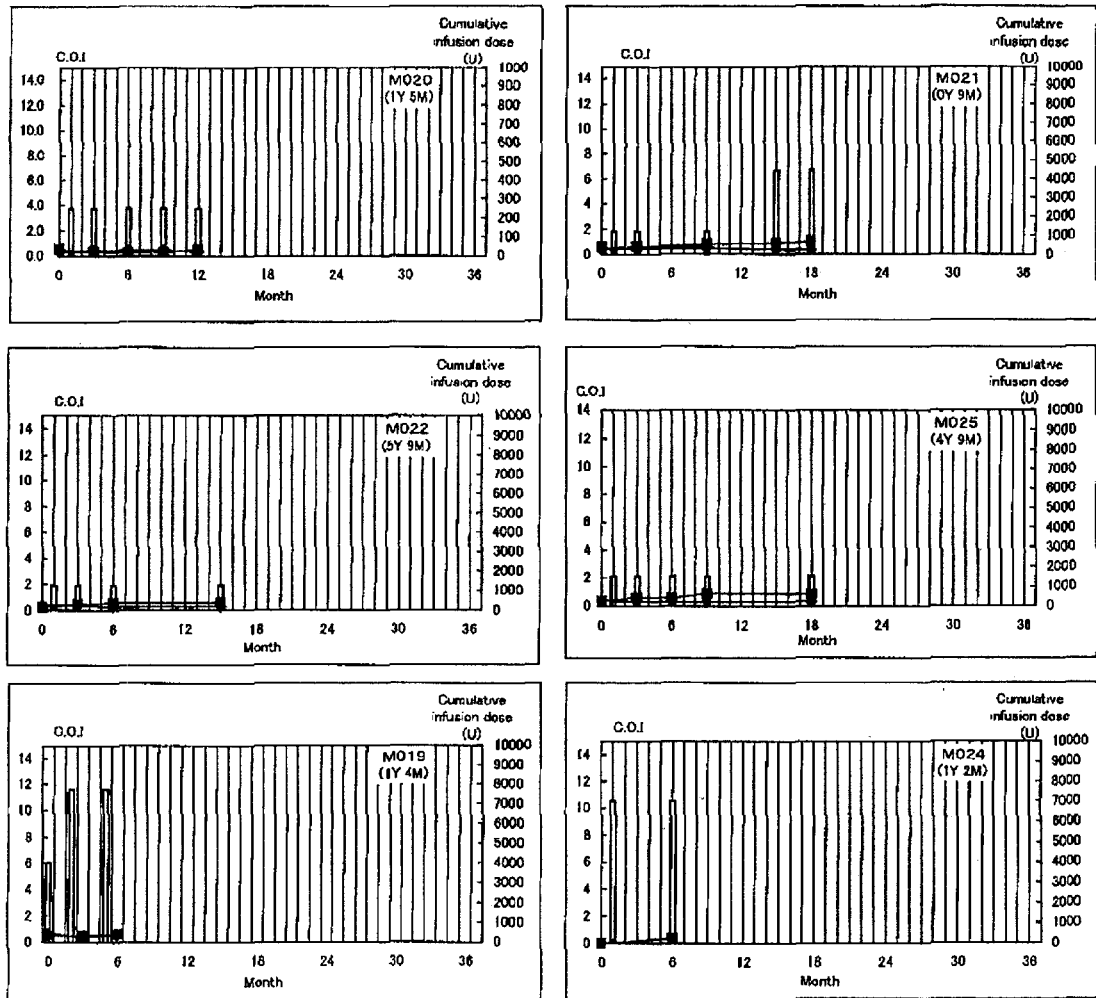 Cumulative
infusion dose
(U)
C.O.I
M020
(1Y 5M)
14.0
12.0
10.0
8.0
6.0
4.0
2.0
0.0
1000
900
800
700
600
500
400
300
200
100
0
0 6 12 18 24 30 36
Month
Cumulative
infusion dose
(U)
C.O.I
M021
(0Y 9M)
14
12
10
8
6
4
2
0
10000
9000
8000
7000
6000
5000
4000
3000
2000
1000
0
0 6 12 18 24 30 36
Month
Cumulative
infusion dose
(U)
C.O.I
M022
(5Y 9M)
14
12
10
8
6
4
2
0
10000
9000
8000
7000
6000
5000
4000
3000
2000
1000
0
0 6 12 18 24 30 36
Month
Cumulative
infusion dose
(U)
C.O.I
M025
(4Y 9M)
14
12
10
8
6
4
2
0
10000
9000
8000
7000
6000
5000
4000
3000
2000
1000
0
0 6 12 18 24 30 36
Month
Cumulative
infusion dose
(U)
C.O.I
M019
4M)
14
12
10
8
6
4
2
0
10000
9000
8000
7000
6000
5000
4000
3000
2000
1000
0
0 6 12 18 24 30 36
Month
Cumulative
infusion dose
(U)
C.O.I
M024
(1Y 2M)
14
12
10
8
6
4
2
0
10000
9000
8000
7000
6000
5000
4000
3000
2000
1000
0
0 6 12 18 24 30 36
Month